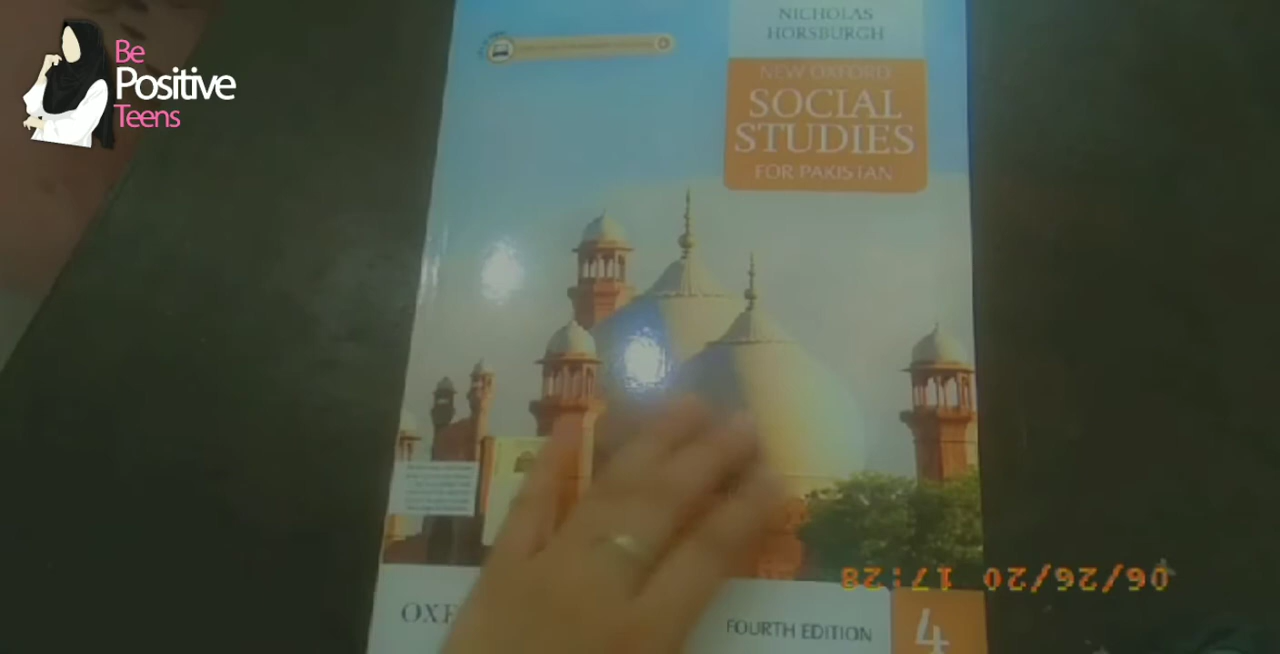 Be
Positive
Teens
NICHOLAS
HORSBURGH
NEW OXFORD
SOCIAL
STUDIES
FOR PAKISTAN
OXF
FOURTH EDITION
4
06/26/20 17:28